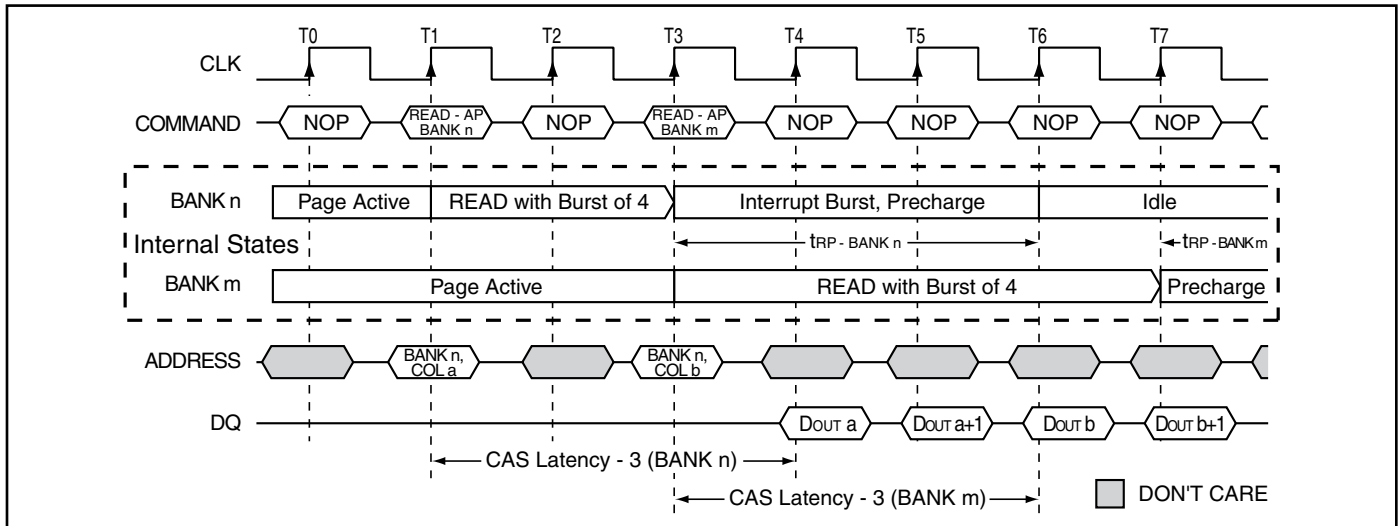 T0 T1 T2 T3 T4 T5 T6 T7
CLK
COMMAND NOP READ - AP BANK n NOP READ - AP BANK m NOP NOP NOP NOP
BANK n Page Active READ with Burst of 4 Interrupt Burst, Precharge Idle
Internal States tRP - BANK n tRP - BANK m
BANK m Page Active READ with Burst of 4 Precharge
ADDRESS BANK n, COL a BANK n, COL b
DQ DOUT a DOUT a+1 DOUT b DOUT b+1
CAS Latency - 3 (BANK n)
CAS Latency - 3 (BANK m) DON'T CARE